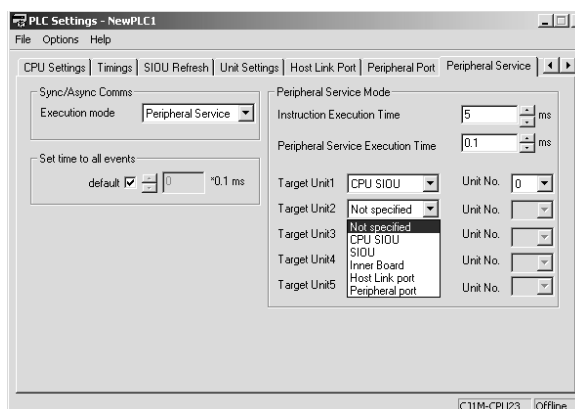 PLC Settings - NewPLC1
File Options Help
CPU Settings Timings SIOU Refresh Unit Settings Host Link Port Peripheral Port Peripheral Service
Sync/Async Comms
Execution mode Peripheral Service
Set time to all events
default 0 *0.1 ms
Peripheral Service Mode
Instruction Execution Time 5 ms
Peripheral Service Execution Time 0.1 ms
Target Unit1 CPU SIOU Unit No. 0
Target Unit2 Not specified Unit No.
Not specified
Target Unit3 CPU SIOU Unit No.
SIOU
Target Unit4 Inner Board Unit No.
Host Link port
Target Unit5 Peripheral port Unit No.
CJ1M-CPU23 Offline